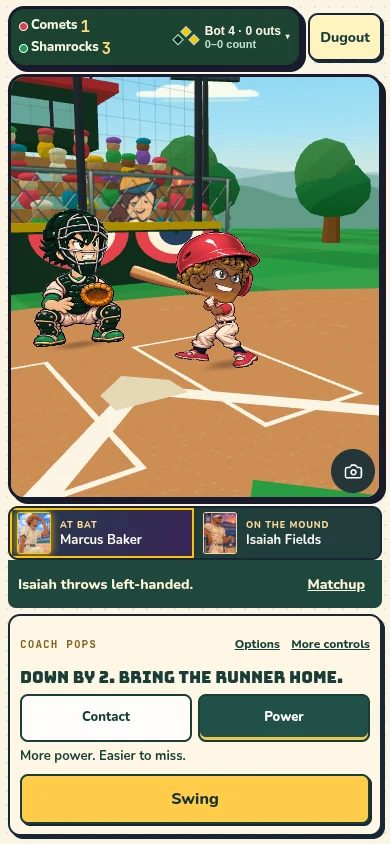 Comets 1
Shamrocks 3
Bot 4 · 0 outs ▾
0–0 count
Dugout
AT BAT
Marcus Baker
ON THE MOUND
Isaiah Fields
Isaiah throws left-handed.
Matchup
COACH POPS
Options
More controls
DOWN BY 2. BRING THE RUNNER HOME.
Contact
Power
More power. Easier to miss.
Swing